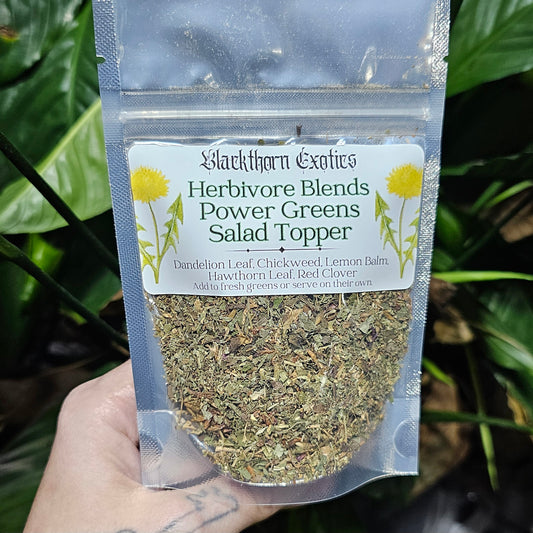 Blackthorn Exotics
Herbivore Blends
Power Greens
Salad Topper
Dandelion Leaf, Chickweed, Lemon Balm,
Hawthorn Leaf, Red Clover
Add to fresh greens or serve on their own.